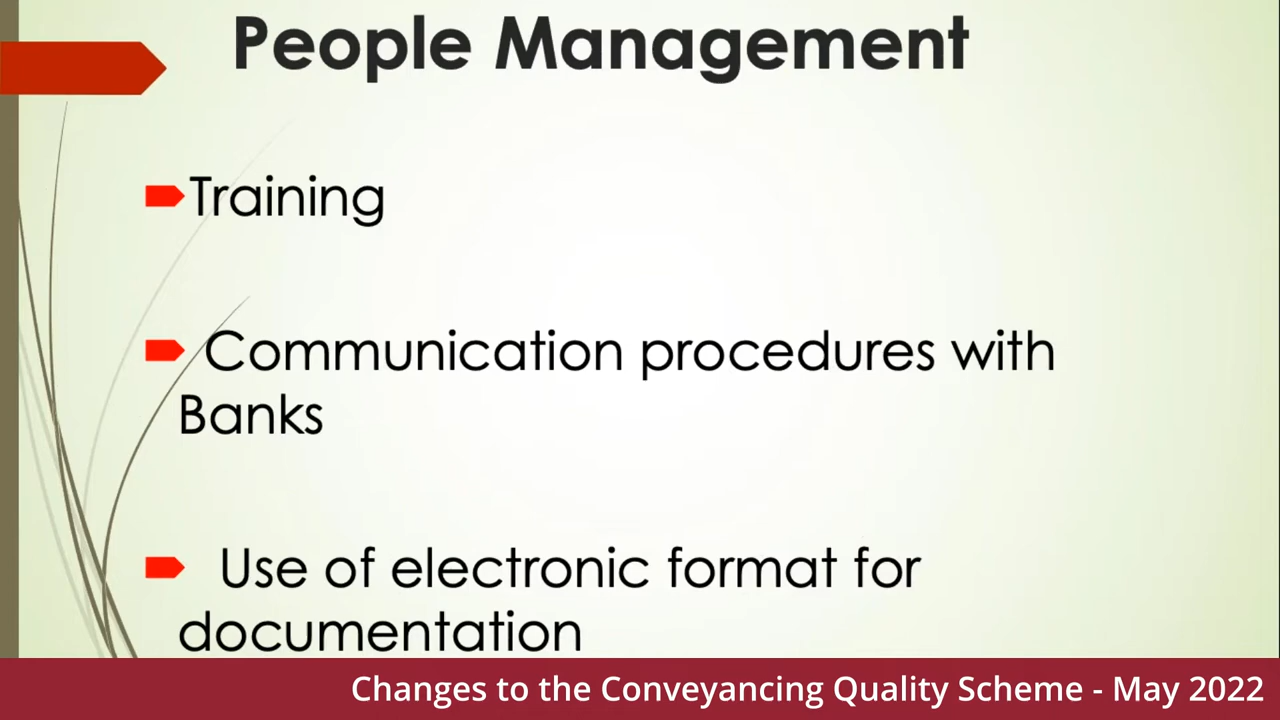 People Management
Training
Communication procedures with
Banks
Use of electronic format for
documentation
Changes to the Conveyancing Quality Scheme - May 2022